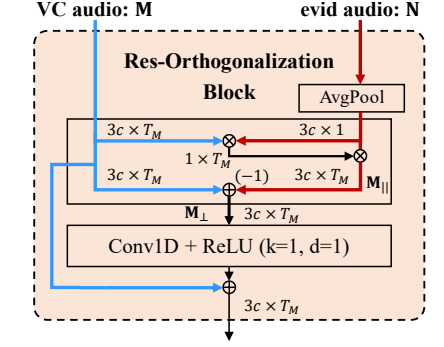 VC audio: M
evid audio: N
Res-Orthogonalization
Block
AvgPool
3c × T_M
3c × 1
1 × T_M
3c × T_M
(−1)
3c × T_M
M_||
M_⊥
3c × T_M
Conv1D + ReLU (k=1, d=1)
3c × T_M